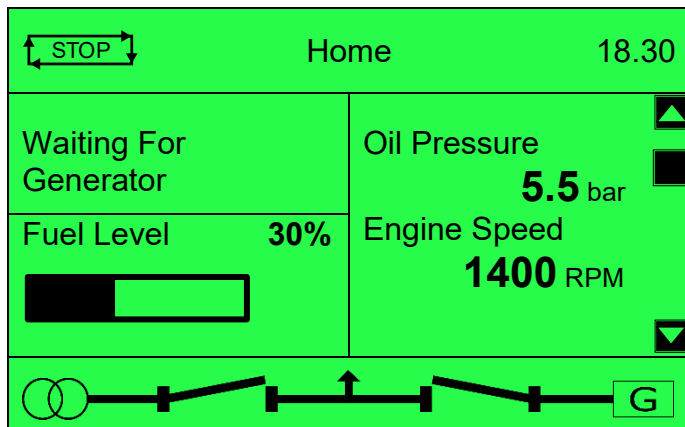 STOP
Home
18.30
Waiting For
Generator
Fuel Level 30%
Oil Pressure
5.5 bar
Engine Speed
1400 RPM
G